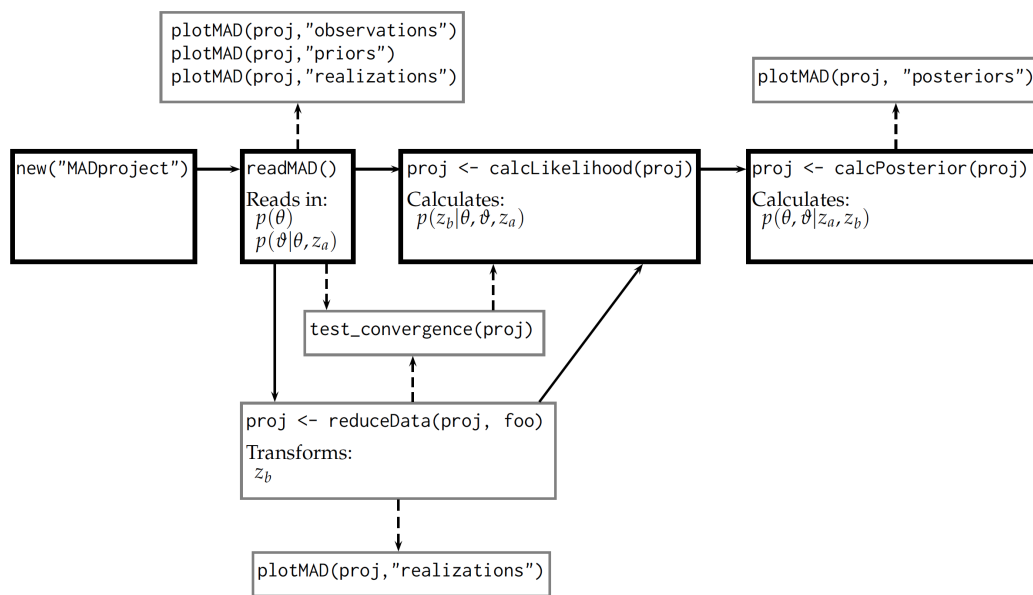 plotMAD(proj,"observations")
plotMAD(proj,"priors")
plotMAD(proj,"realizations")
plotMAD(proj, "posteriors")
new("MADproject")
readMAD()
Reads in:
p(θ)
p(ϑ|θ,z_a)
proj <- calcLikelihood(proj)
Calculates:
p(z_b|θ,ϑ,z_a)
proj <- calcPosterior(proj)
Calculates:
p(θ,ϑ|z_a,z_b)
test_convergence(proj)
proj <- reduceData(proj, foo)
Transforms:
z_b
plotMAD(proj,"realizations")